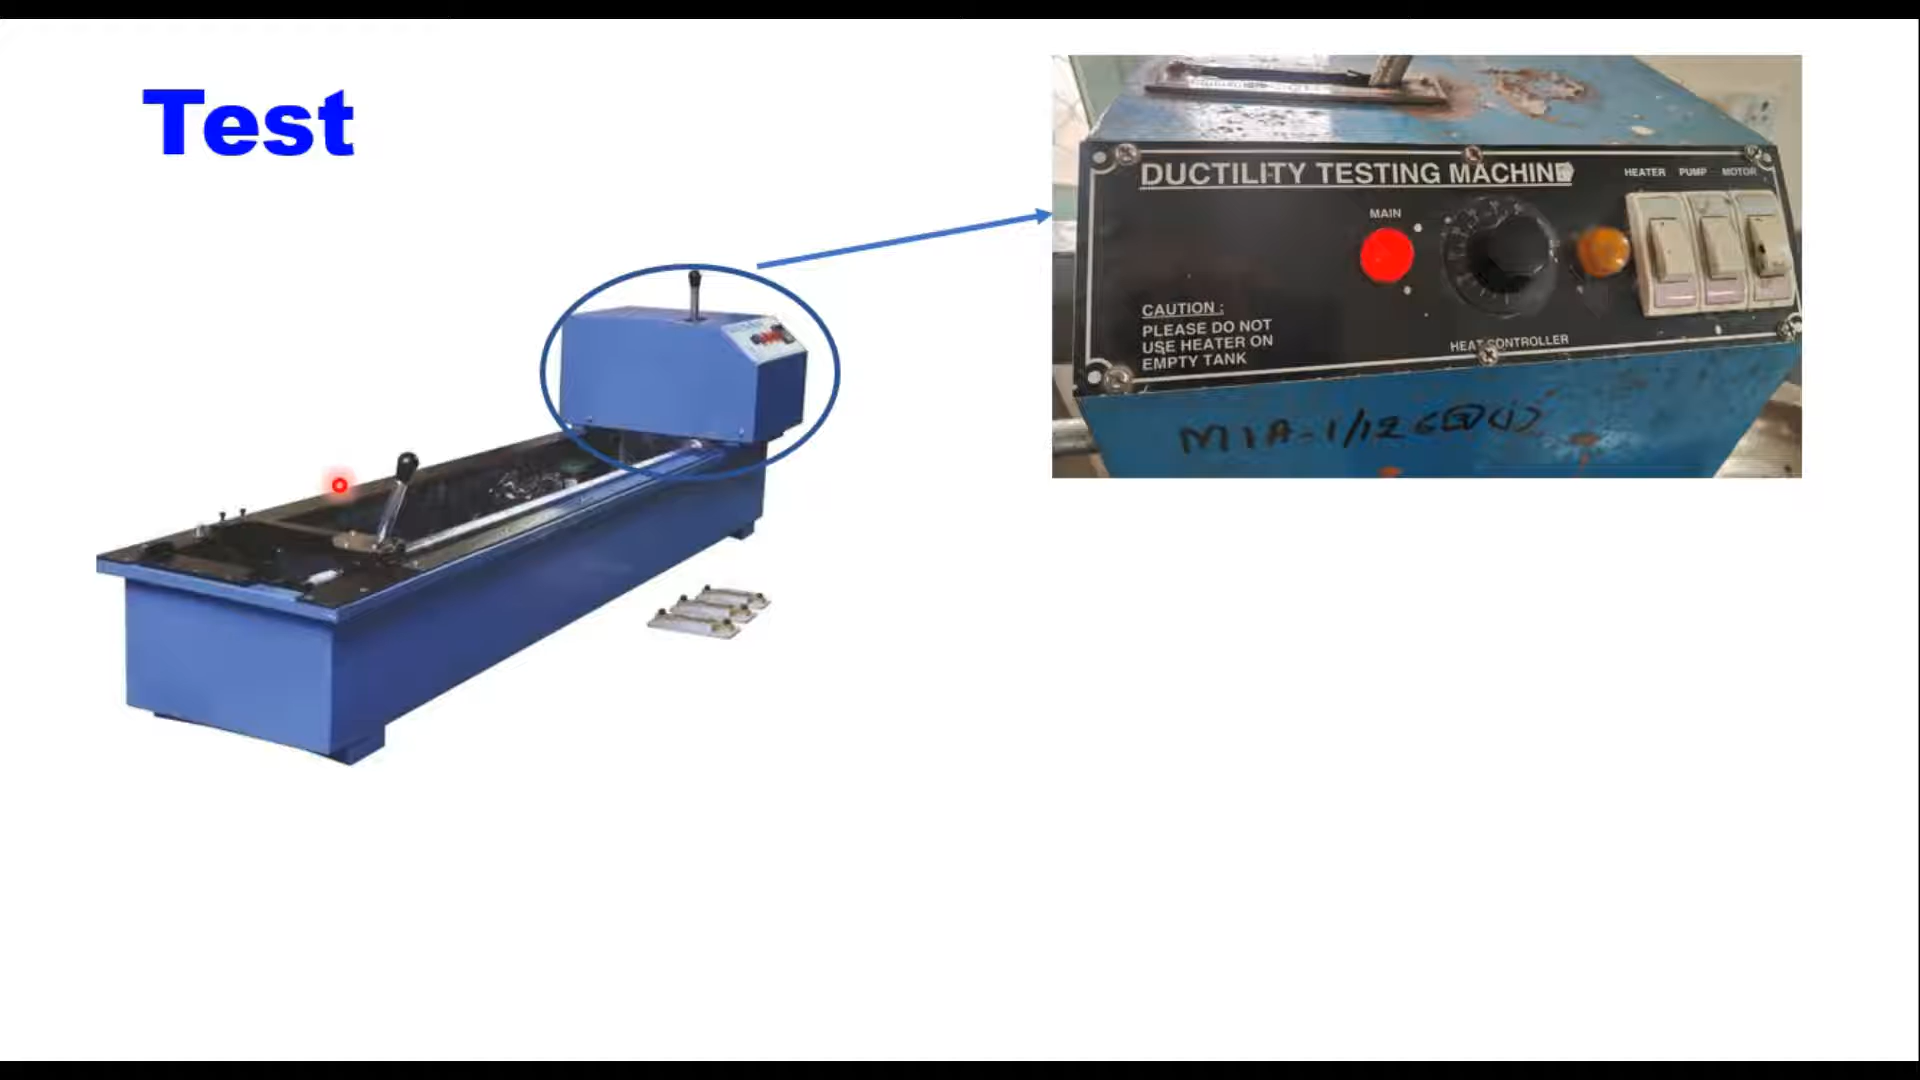 Test
DUCTILITY TESTING MACHINE
HEATER PUMP MOTOR
MAIN
CAUTION :
PLEASE DO NOT
USE HEATER ON
EMPTY TANK
HEAT CONTROLLER